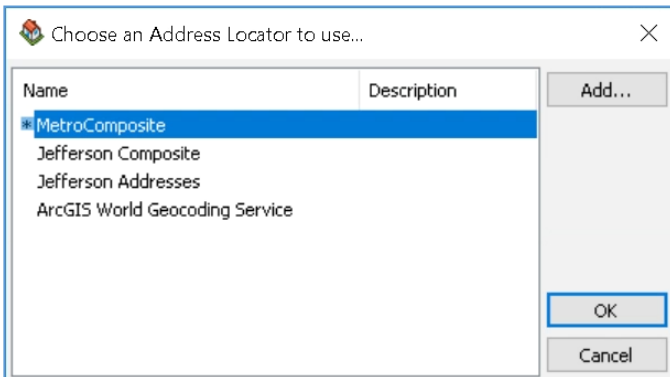 Choose an Address Locator to use...
Name Description Add...
* MetroComposite
Jefferson Composite
Jefferson Addresses
ArcGIS World Geocoding Service
OK
Cancel